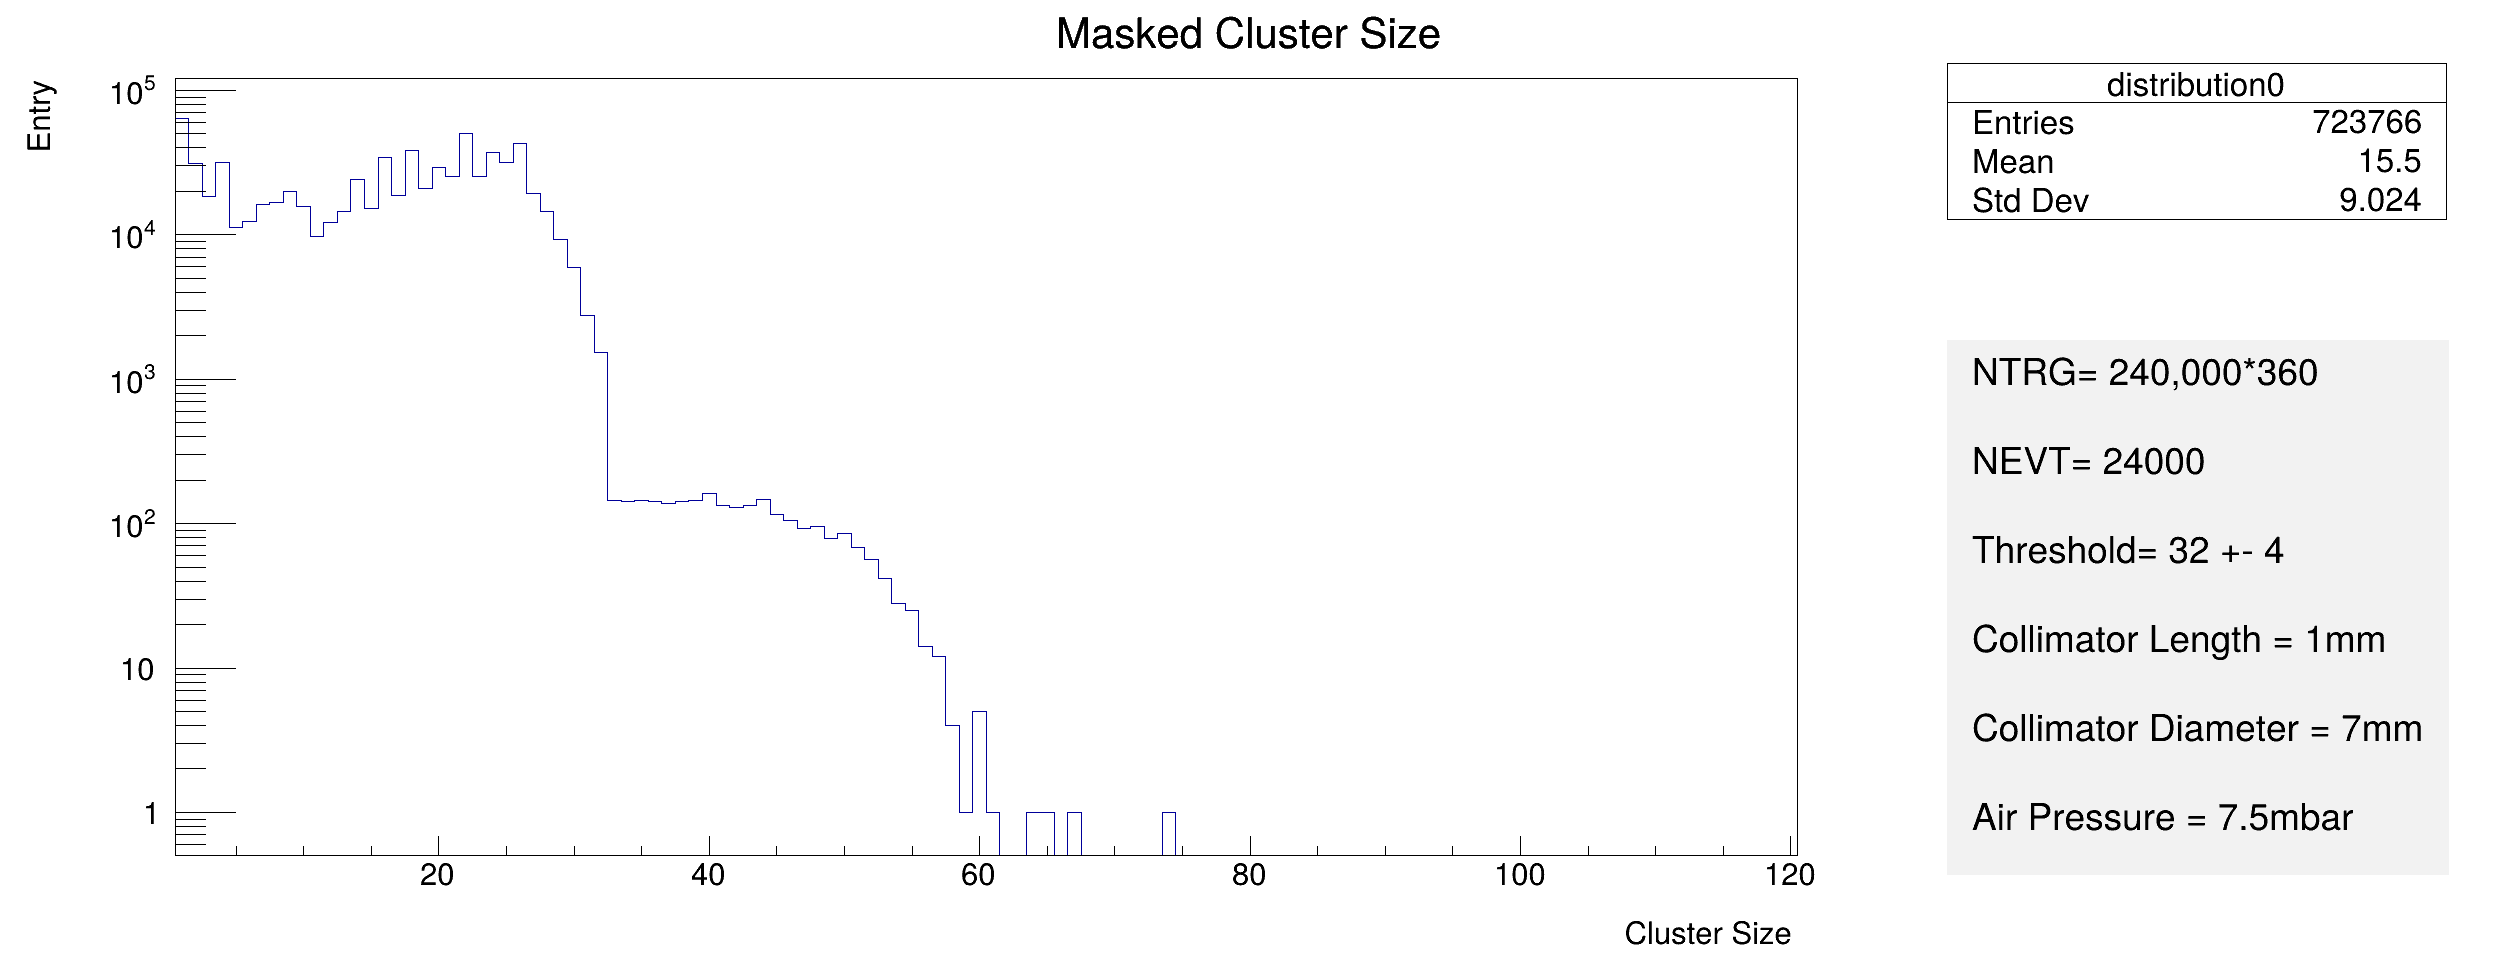 Masked Cluster Size
Entry
10^5
10^4
10^3
10^2
10
1
20 40 60 80 100 120
Cluster Size
distribution0
Entries 723766
Mean 15.5
Std Dev 9.024
NTRG= 240,000*360
NEVT= 24000
Threshold= 32 +- 4
Collimator Length = 1mm
Collimator Diameter = 7mm
Air Pressure = 7.5mbar